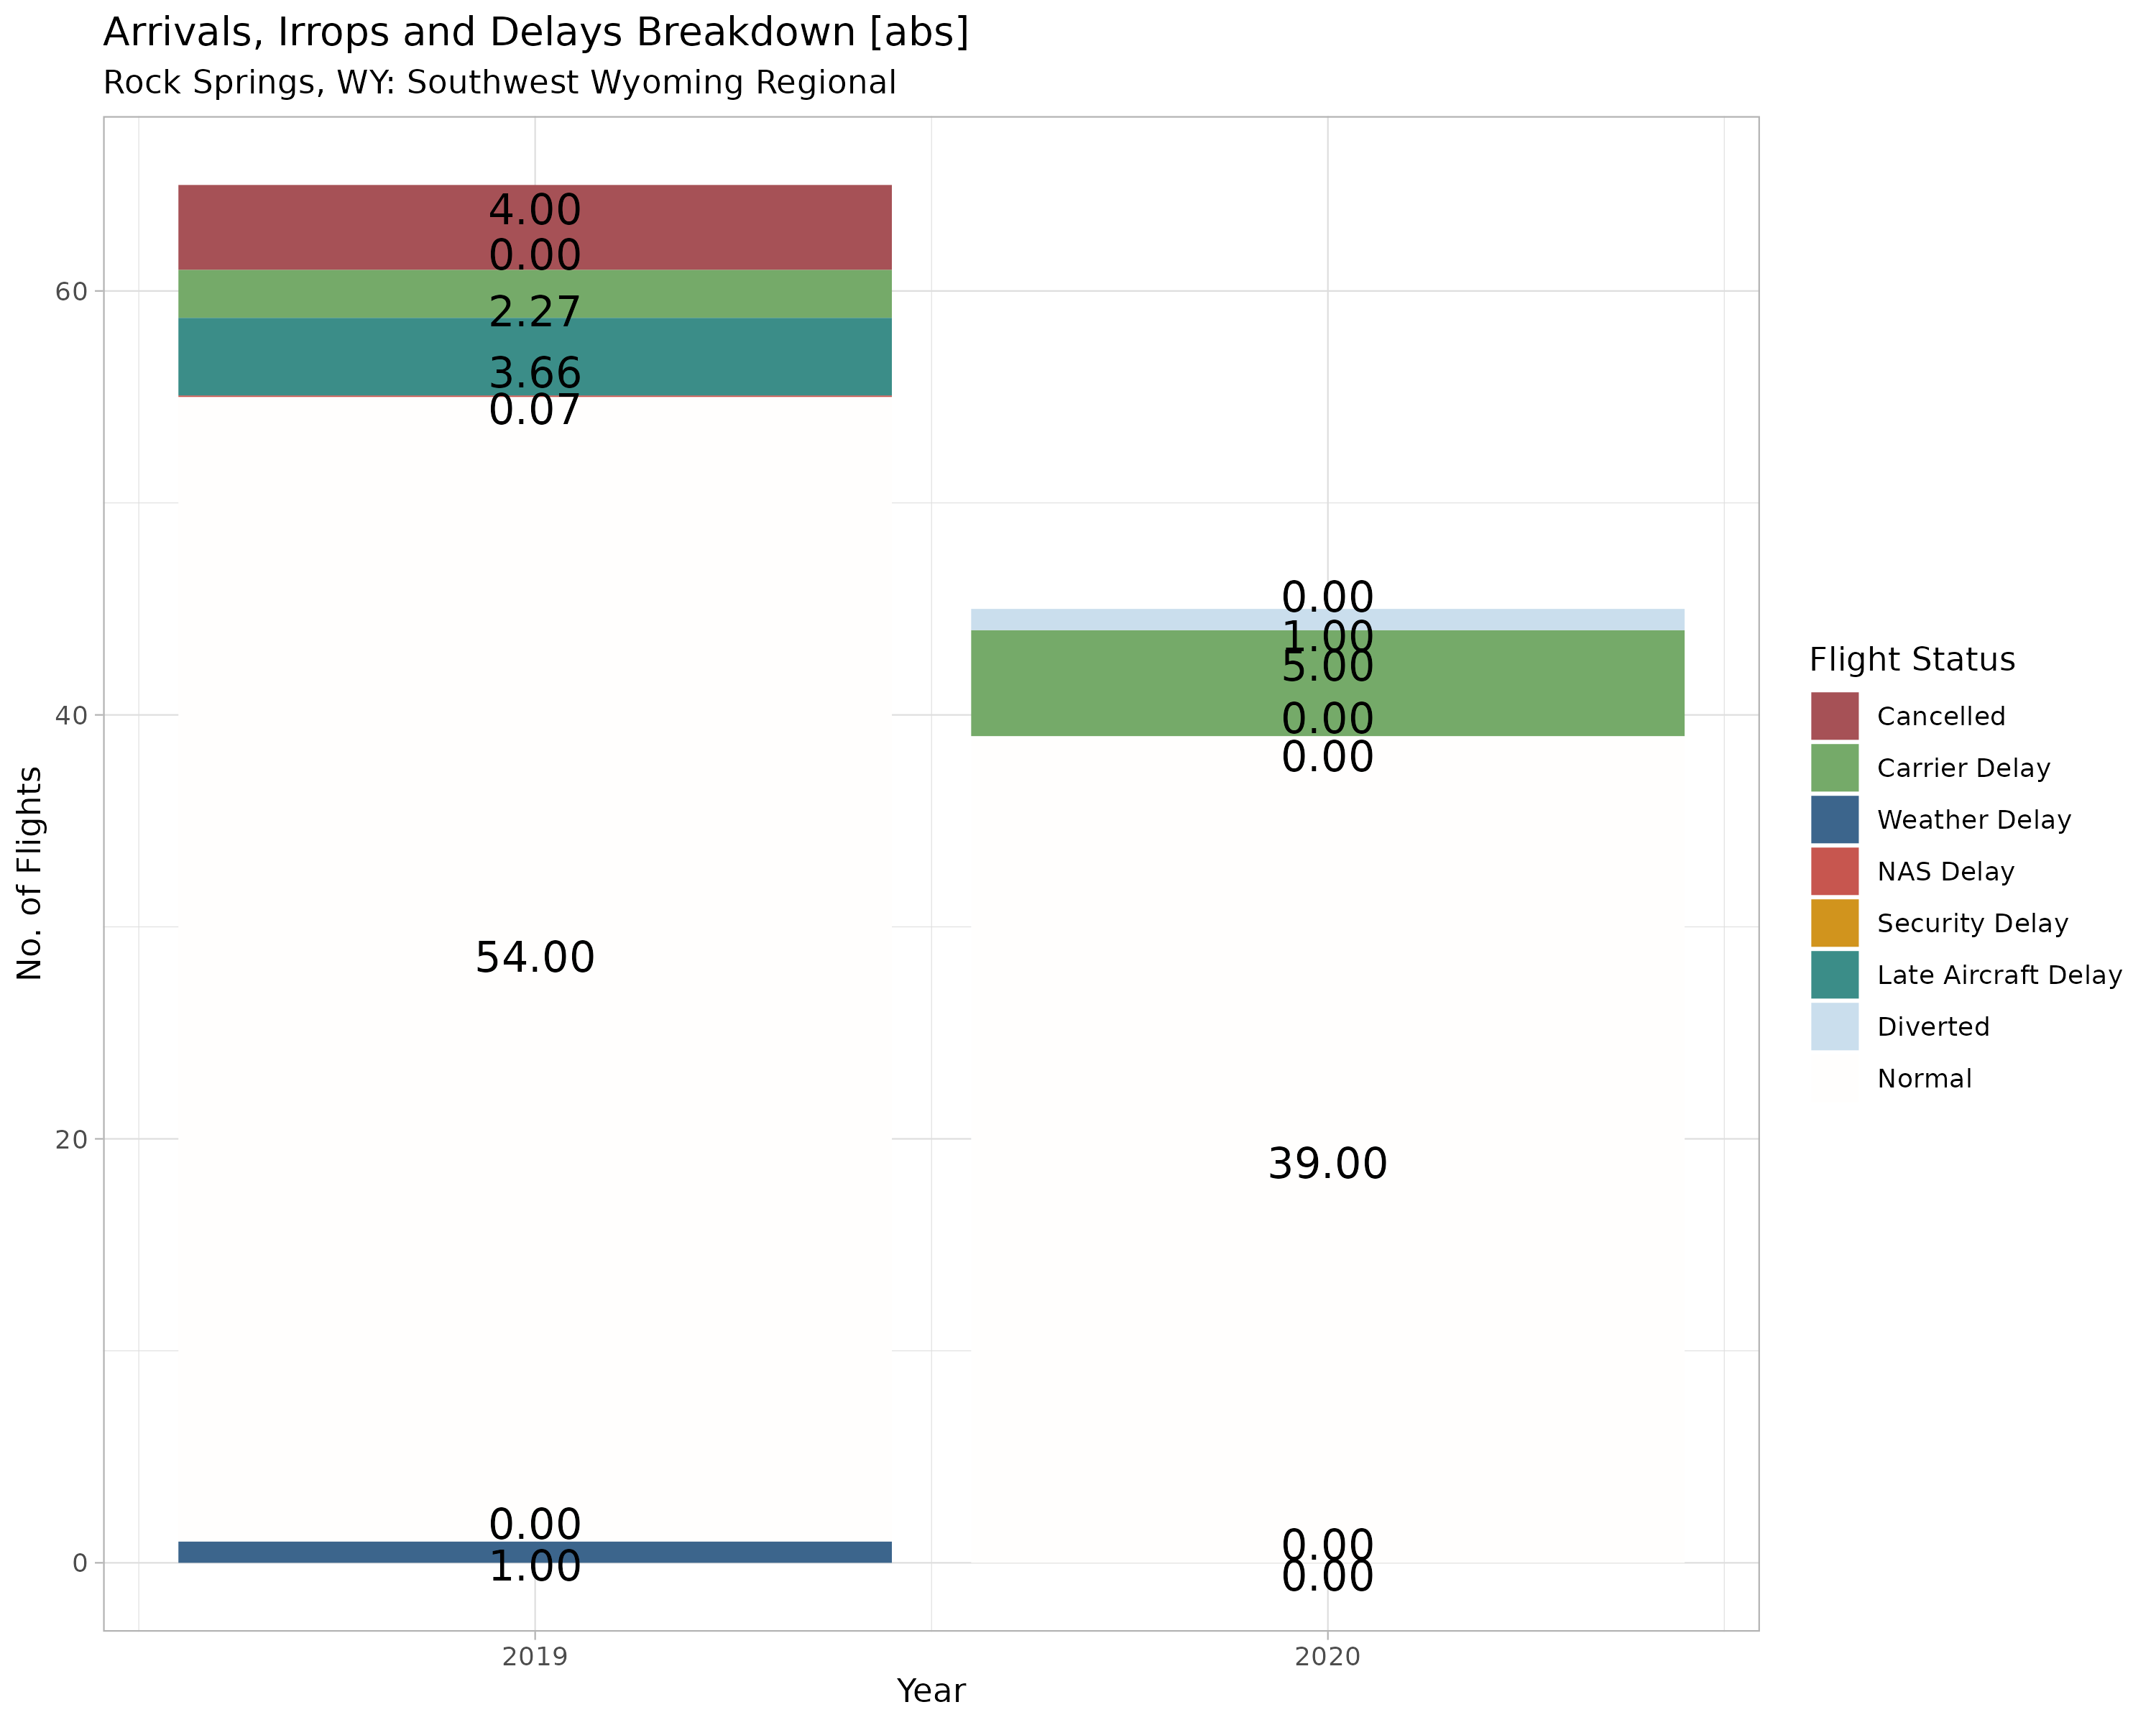 Arrivals, Irrops and Delays Breakdown [abs]
Rock Springs, WY: Southwest Wyoming Regional
No. of Flights
60
40
20
0
4.00
0.00
2.27
3.66
0.07
54.00
0.00
1.00
0.00
1.00
5.00
0.00
0.00
39.00
0.00
0.00
2019
2020
Year
Flight Status
Cancelled
Carrier Delay
Weather Delay
NAS Delay
Security Delay
Late Aircraft Delay
Diverted
Normal